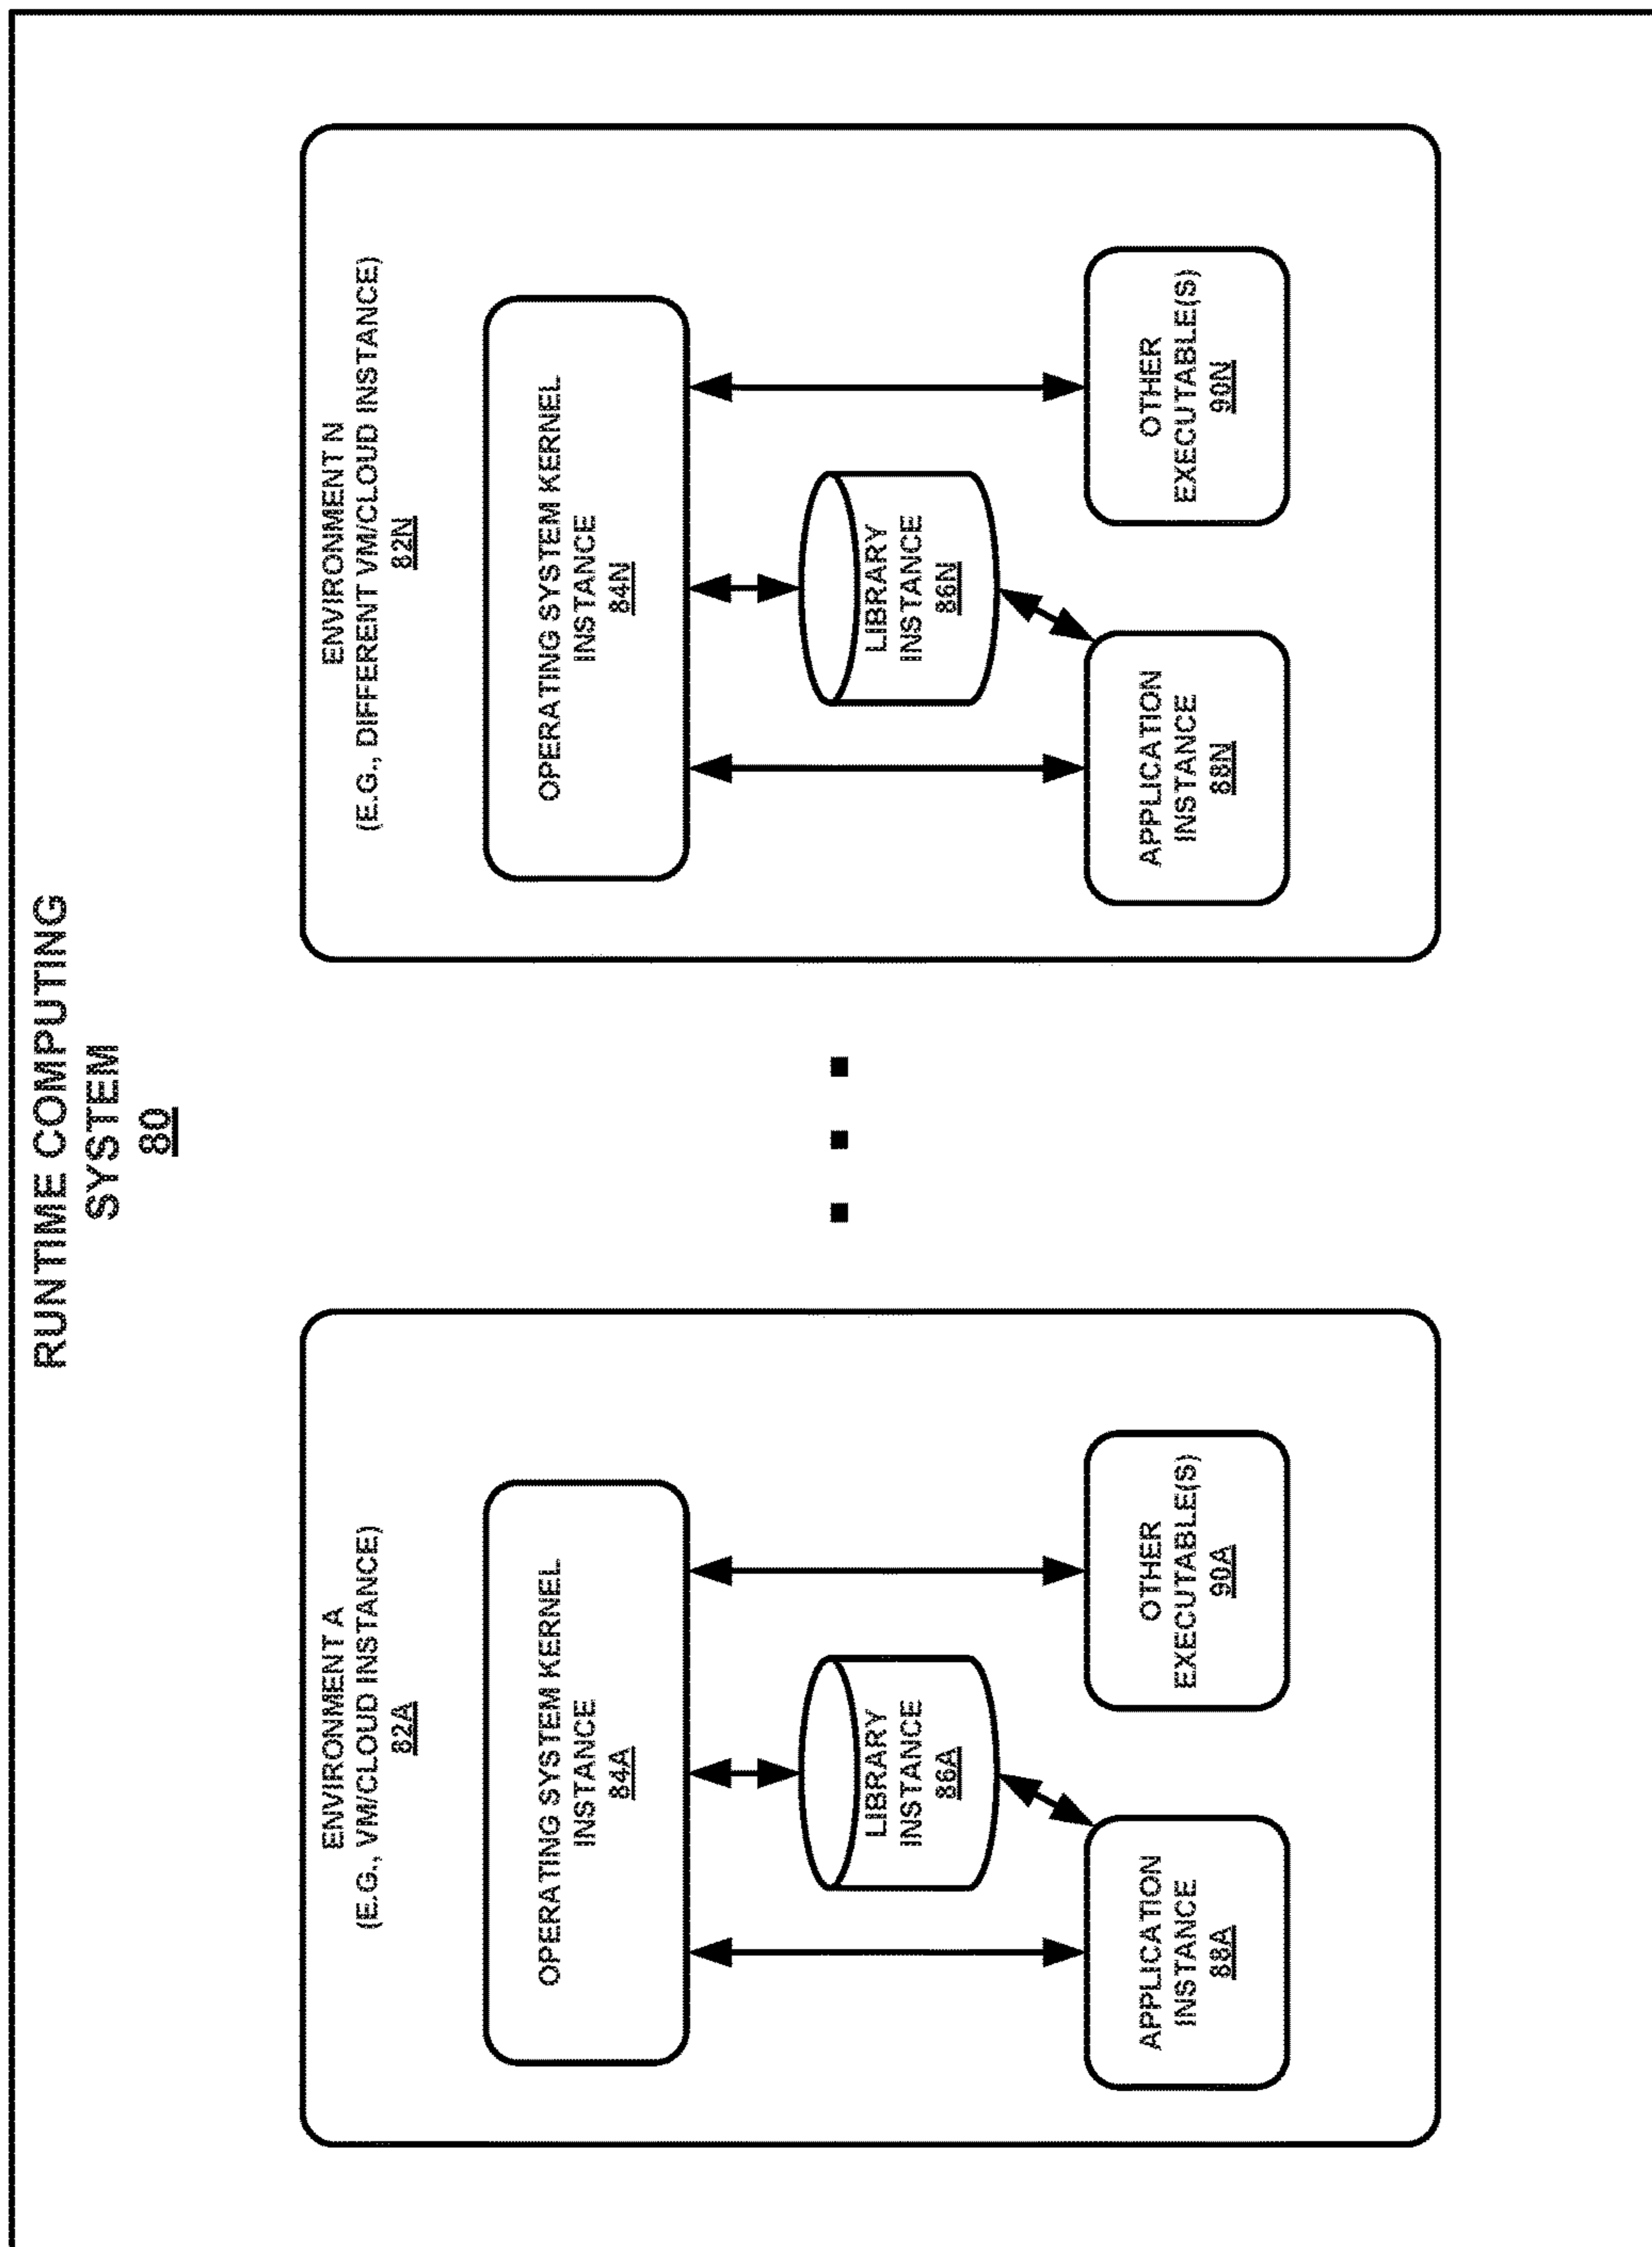 RUNTIME COMPUTING
SYSTEM
80
ENVIRONMENT A
(E.G., VM/CLOUD INSTANCE)
82A
OPERATING SYSTEM KERNEL
INSTANCE
84A
LIBRARY
INSTANCE
86A
APPLICATION
INSTANCE
88A
OTHER
EXECUTABLE(S)
90A
ENVIRONMENT N
(E.G., DIFFERENT VM/CLOUD INSTANCE)
82N
OPERATING SYSTEM KERNEL
INSTANCE
84N
LIBRARY
INSTANCE
86N
APPLICATION
INSTANCE
88N
OTHER
EXECUTABLE(S)
90N